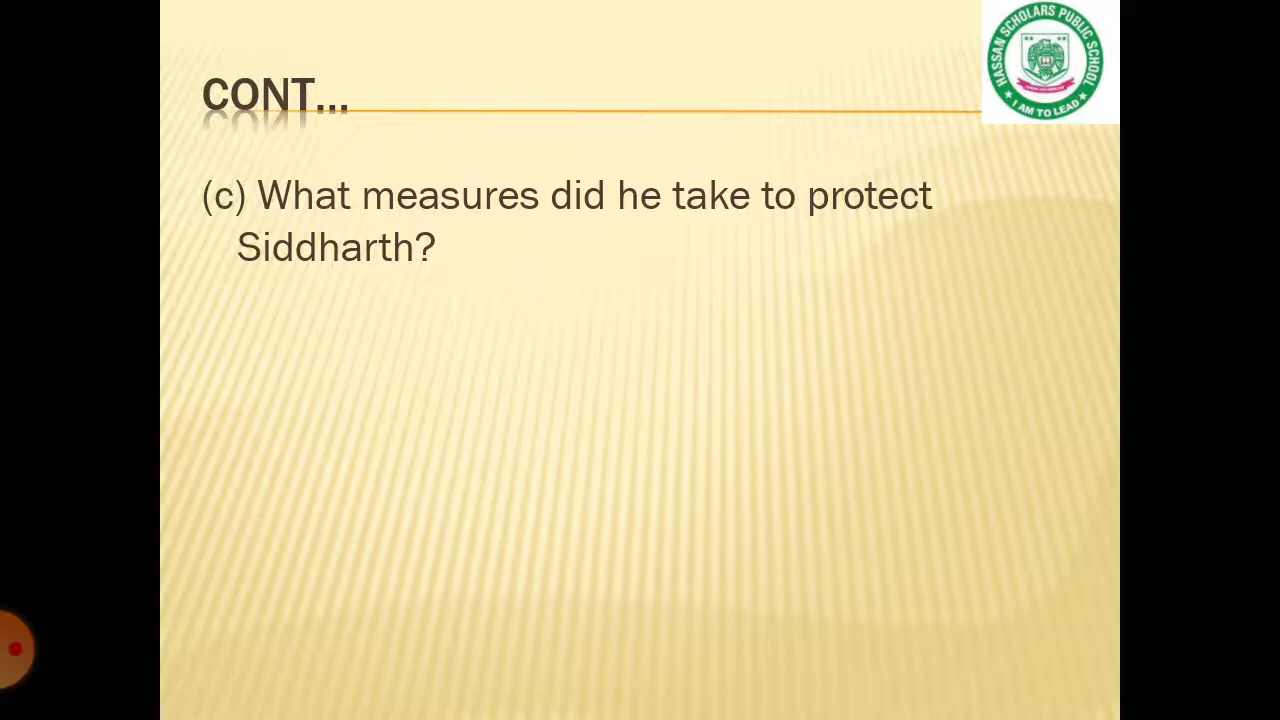 CONT...
HASSAN SCHOLARS PUBLIC SCHOOL
I AM TO LEAD
(c) What measures did he take to protect
Siddharth?